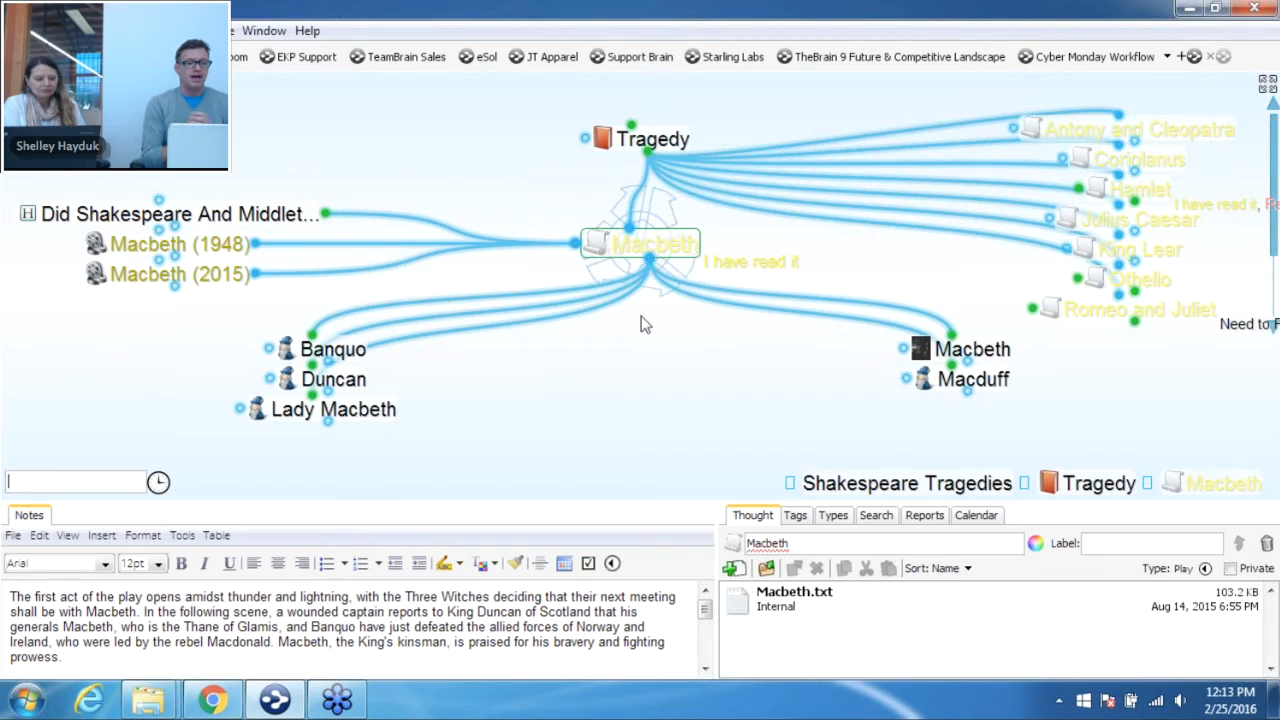 Window Help
om EKP Support TeamBrain Sales eSol JT Apparel Support Brain Starling Labs TheBrain 9 Future & Competitive Landscape Cyber Monday Workflow
Shelley Hayduk
Tragedy
Antony and Cleopatra
Coriolanus
Hamlet
I have read it,
Julius Caesar
King Lear
Othello
Romeo and Juliet
Need to
H Did Shakespeare And Middlet...
Macbeth (1948)
Macbeth (2015)
Macbeth
I have read it
Banquo
Duncan
Lady Macbeth
Macbeth
Macduff
Shakespeare Tragedies Tragedy Macbeth
Notes
File Edit View Insert Format Tools Table
Arial 12pt B I U
The first act of the play opens amidst thunder and lightning, with the Three Witches deciding that their next meeting
shall be with Macbeth. In the following scene, a wounded captain reports to King Duncan of Scotland that his
generals Macbeth, who is the Thane of Glamis, and Banquo have just defeated the allied forces of Norway and
Ireland, who were led by the rebel Macdonald. Macbeth, the King's kinsman, is praised for his bravery and fighting
prowess.
Thought Tags Types Search Reports Calendar
Macbeth Label:
Sort: Name Type: Play Private
Macbeth.txt 103.2 KB
Internal Aug 14, 2015 6:55 PM
12:13 PM
2/25/2016